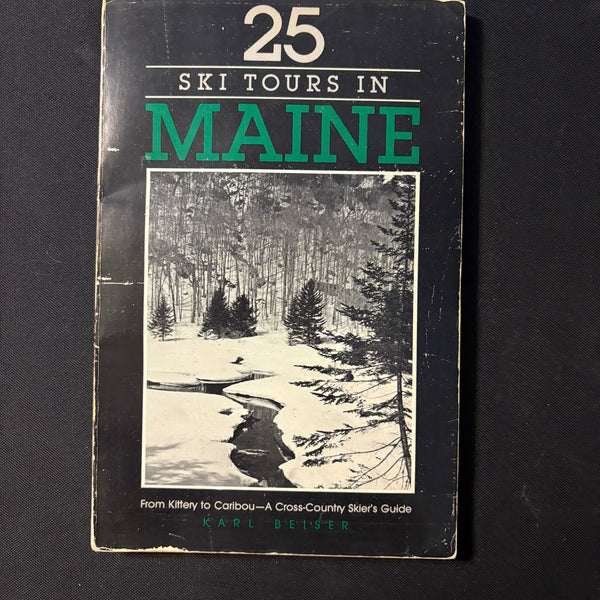 25
SKI TOURS IN
MAINE
From Kittery to Caribou—A Cross-Country Skier's Guide
KARL BEISER